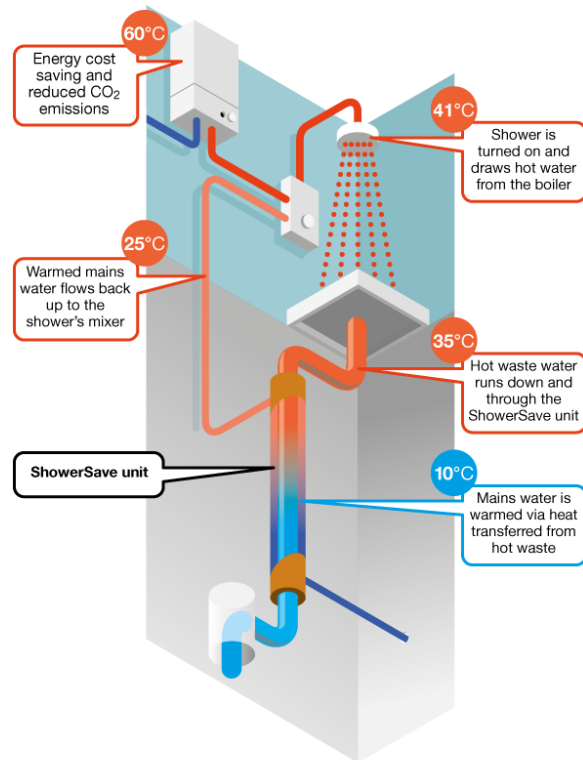 60°C
Energy cost
saving and
reduced CO₂
emissions
41°C
Shower is
turned on and
draws hot water
from the boiler
25°C
Warmed mains
water flows back
up to the
shower's mixer
35°C
Hot waste water
runs down and
through the
ShowerSave unit
ShowerSave unit
10°C
Mains water is
warmed via heat
transferred from
hot waste